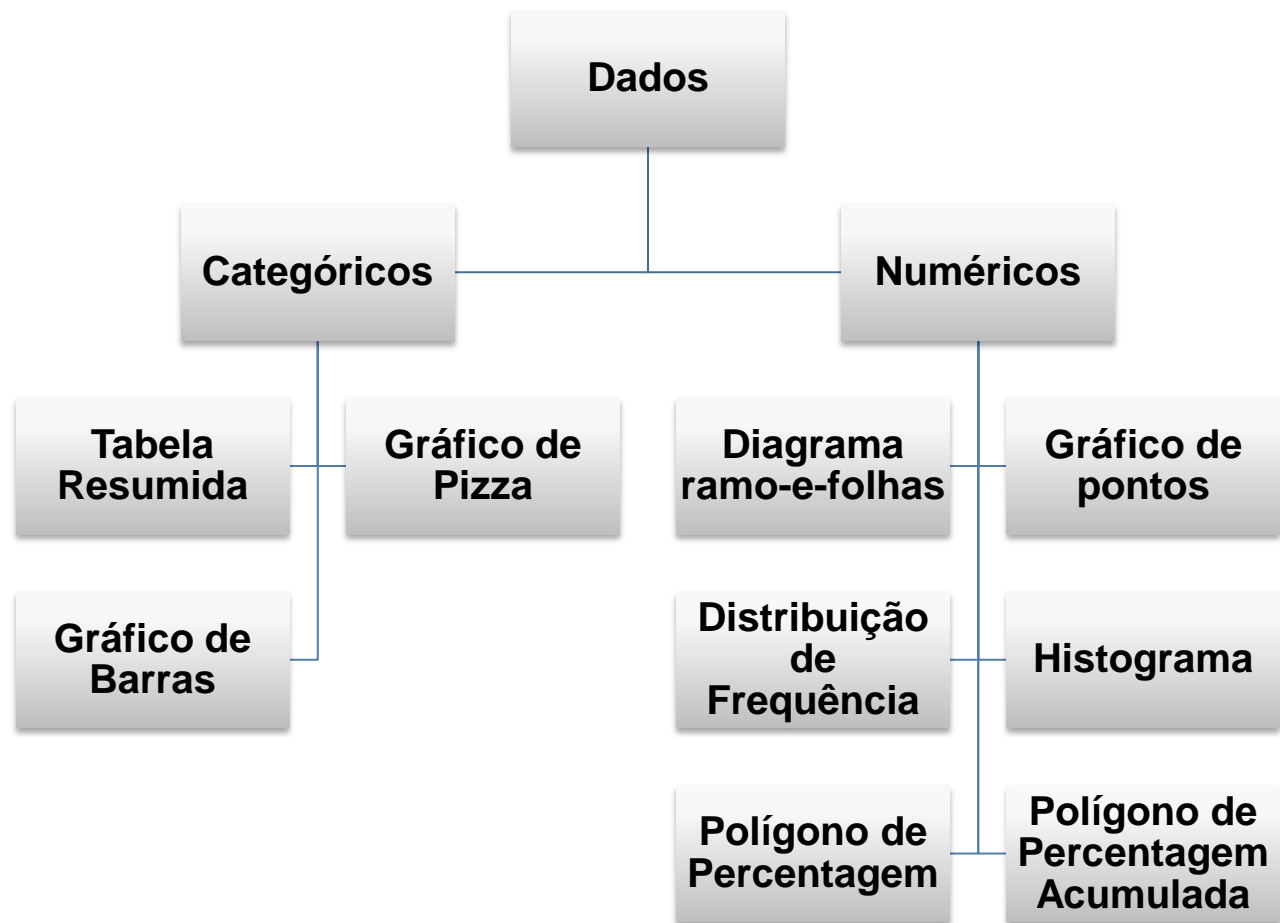 Dados
Categóricos
Numéricos
Tabela
Resumida
Gráfico de
Pizza
Diagrama
ramo-e-folhas
Gráfico de
pontos
Gráfico de
Barras
Distribuição
de
Frequência
Histograma
Polígono de
Percentagem
Polígono de
Percentagem
Acumulada